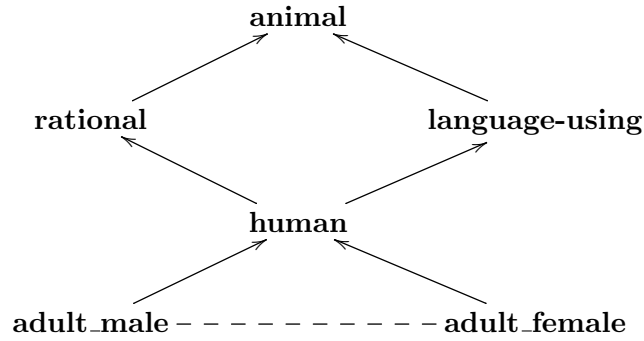 animal
rational language-using
human
adult_male adult_female